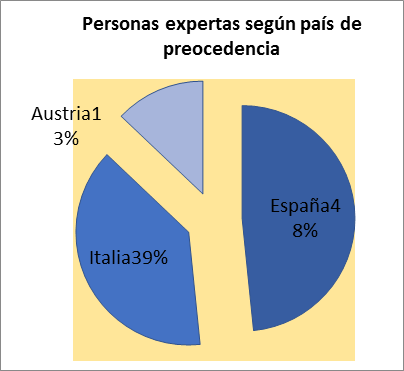 Personas expertas según país de
preocedencia
Austria1
3%
España4
8%
Italia39%